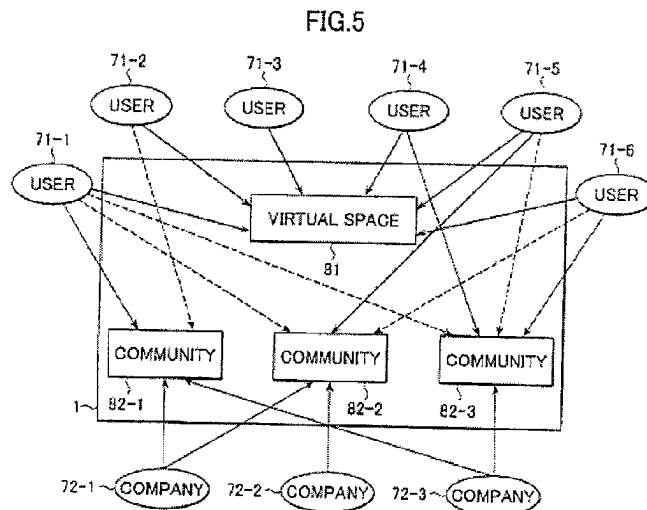 FIG.5
71-2 71-3 71-4 71-5
USER USER USER USER
71-1 71-6
USER USER
VIRTUAL SPACE
81
COMMUNITY COMMUNITY COMMUNITY
1 82-1 82-2 82-3
72-1 COMPANY 72-2 COMPANY 72-3 COMPANY